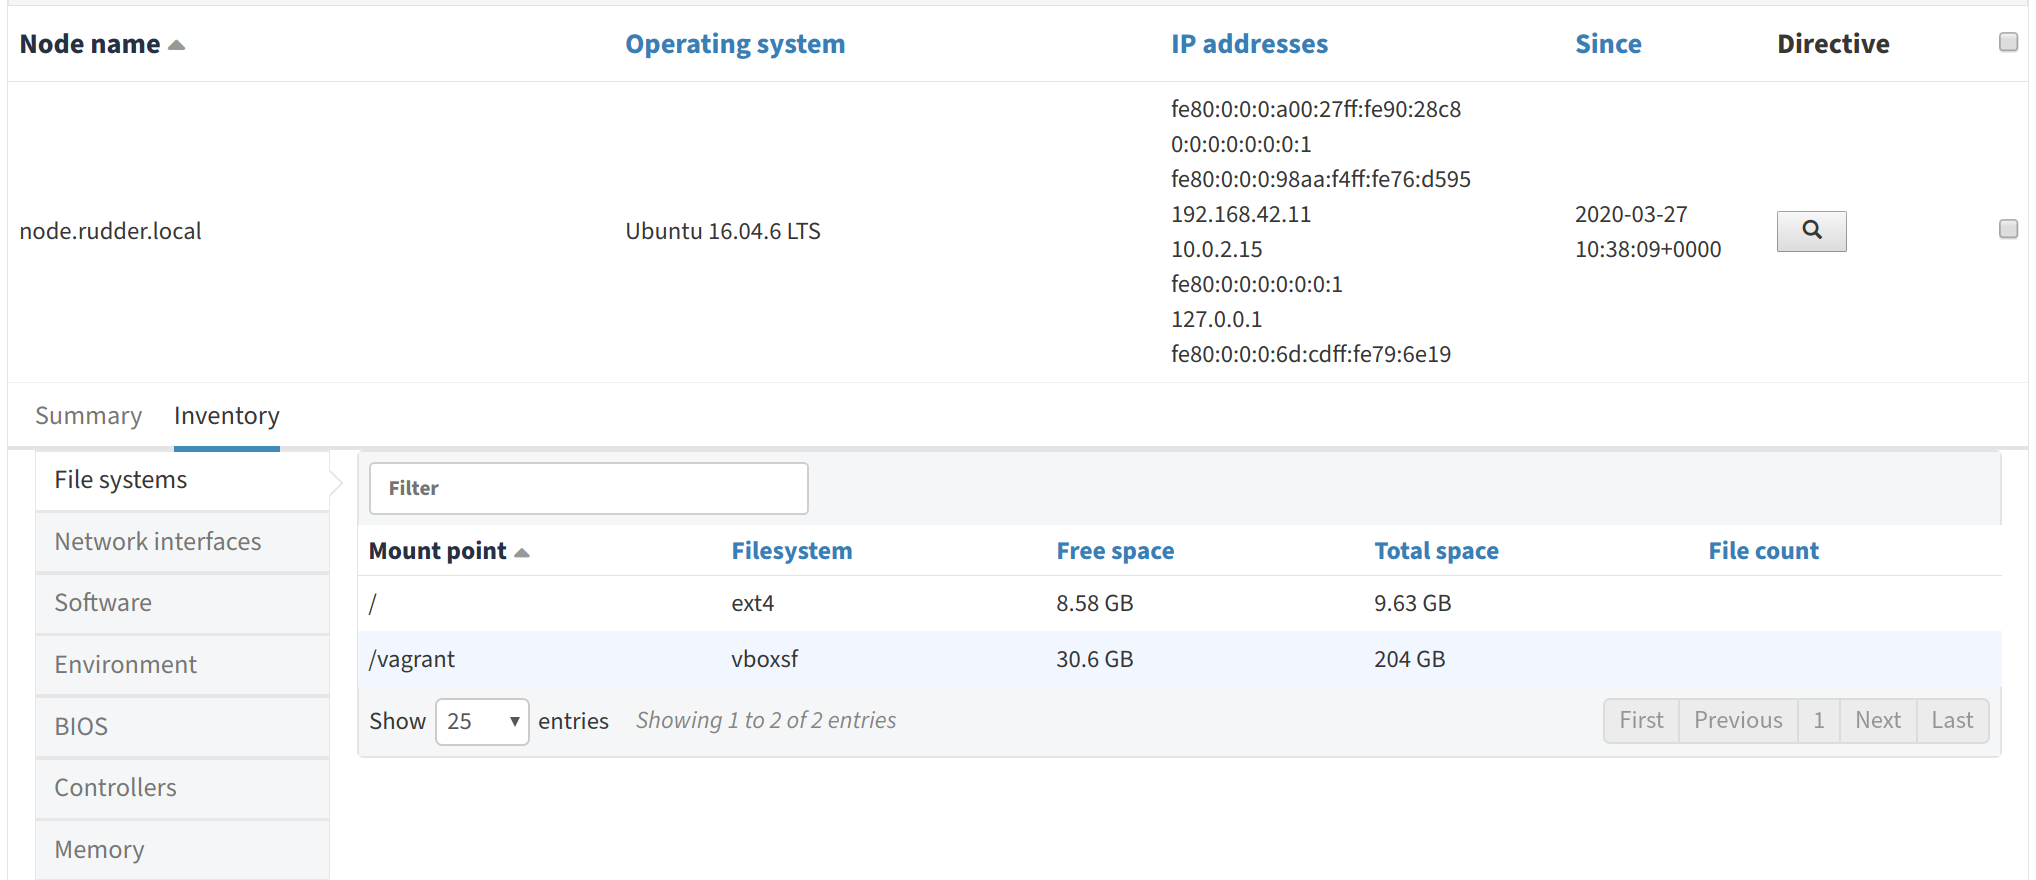 Node name Operating system IP addresses Since Directive
fe80:0:0:0:a00:27ff:fe90:28c8
0:0:0:0:0:0:0:1
fe80:0:0:0:98aa:f4ff:fe76:d595
192.168.42.11 2020-03-27
node.rudder.local Ubuntu 16.04.6 LTS
10.0.2.15 10:38:09+0000
fe80:0:0:0:0:0:0:1
127.0.0.1
fe80:0:0:0:6d:cdff:fe79:6e19
Summary Inventory
File systems
Network interfaces
Software
Environment
BIOS
Controllers
Memory
Filter
Mount point Filesystem Free space Total space File count
/ ext4 8.58 GB 9.63 GB
/vagrant vboxsf 30.6 GB 204 GB
Show 25 entries Showing 1 to 2 of 2 entries First Previous 1 Next Last